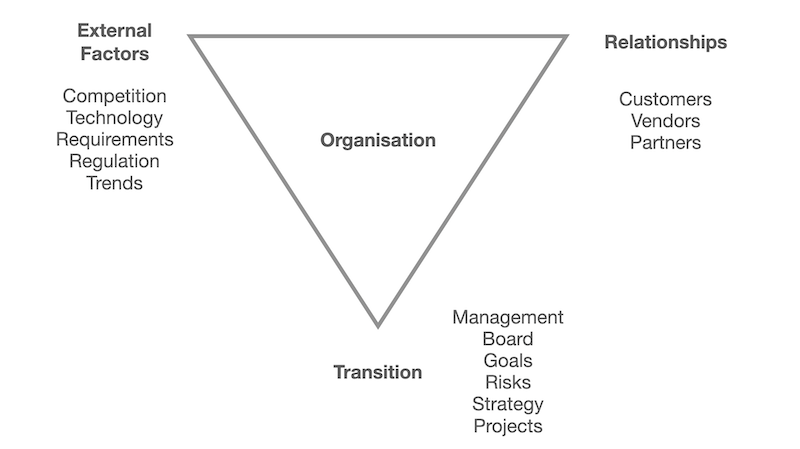 External
Factors
Competition
Technology
Requirements
Regulation
Trends
Organisation
Relationships
Customers
Vendors
Partners
Transition
Management
Board
Goals
Risks
Strategy
Projects